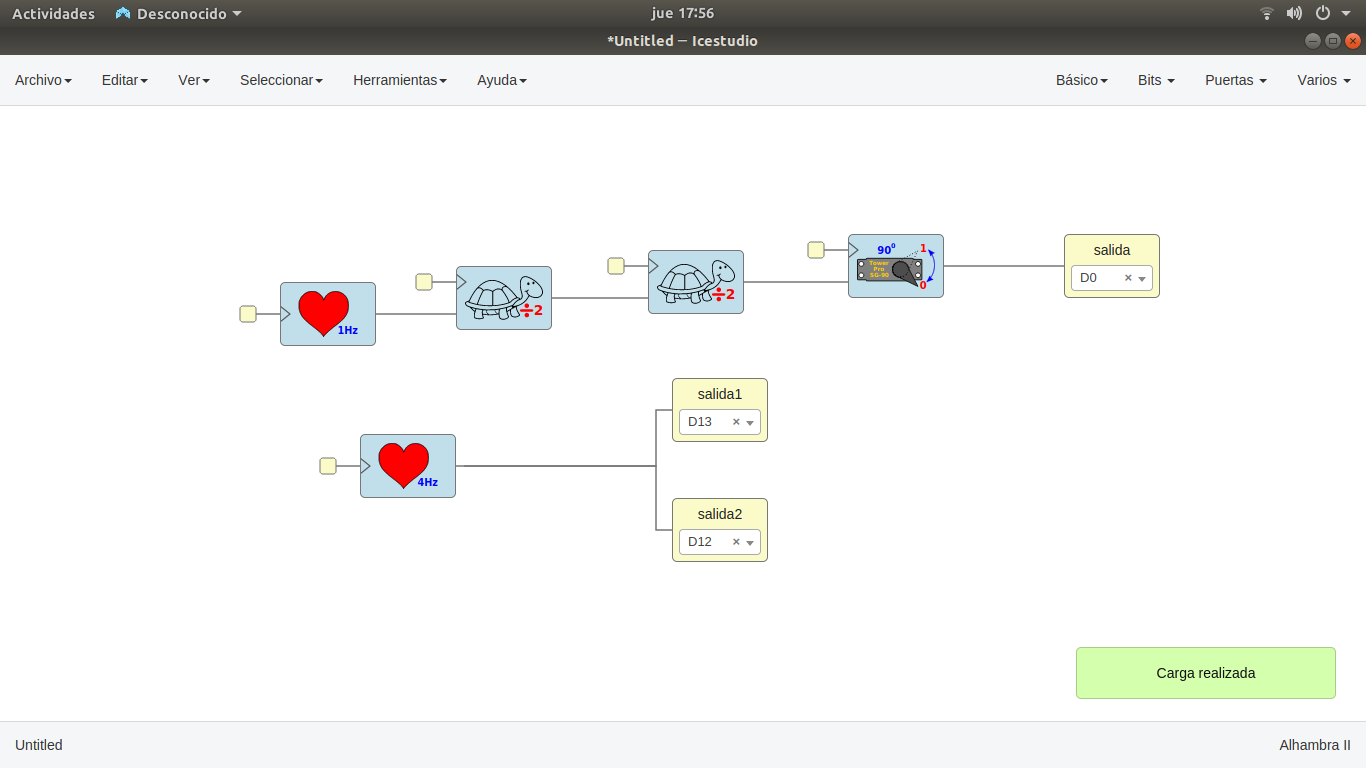 Actividades Desconocido jue 17:56
*Untitled — Icestudio
Archivo Editar Ver Seleccionar Herramientas Ayuda Básico Bits Puertas Varios
90⁰ 1
Tower
Pro
SG-90
0
salida
D0 ×
÷2
÷2
1Hz
salida1
D13 ×
4Hz
salida2
D12 ×
Carga realizada
Untitled Alhambra II